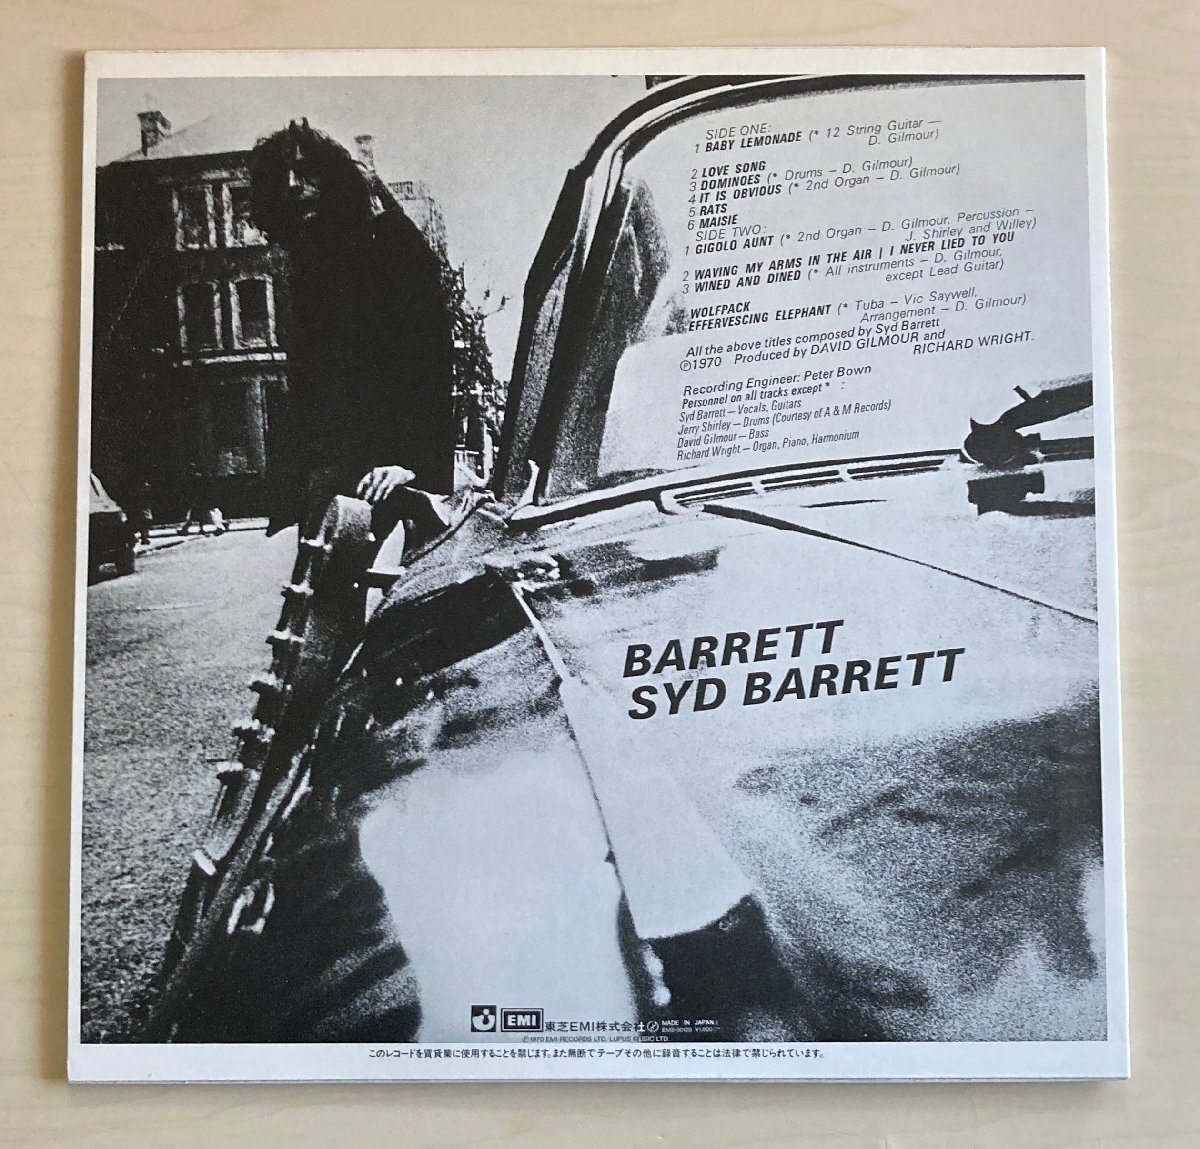 SIDE ONE:
1 BABY LEMONADE (* 12 String Guitar —
D. Gilmour)
2 LOVE SONG
3 DOMINOES (* Drums — D. Gilmour)
4 IT IS OBVIOUS (* 2nd Organ — D. Gilmour)
5 RATS
6 MAISIE
SIDE TWO:
1 GIGOLO AUNT (* 2nd Organ — D. Gilmour, Percussion —
J. Shirley and Willey)
2 WAVING MY ARMS IN THE AIR | I NEVER LIED TO YOU
3 WINED AND DINED (* All instruments — D. Gilmour,
except Lead Guitar)
WOLFPACK
EFFERVESCING ELEPHANT (* Tuba — Vic Saywell,
Arrangement — D. Gilmour)
All the above titles composed by Syd Barrett
℗1970 Produced by DAVID GILMOUR and
RICHARD WRIGHT.
Recording Engineer: Peter Bown
Personnel on all tracks except * :
Syd Barrett — Vocals, Guitars
Jerry Shirley — Drums (Courtesy of A & M Records)
David Gilmour — Bass
Richard Wright — Organ, Piano, Harmonium
BARRETT
SYD BARRETT
EMI 東芝EMI株式会社
MADE IN JAPAN
℗1970 EMI RECORDS LTD. LUPUS MUSIC LTD.
このレコードを賃貸業に使用することを禁じます。また無断でテープその他に録音することは法律で禁じられています。